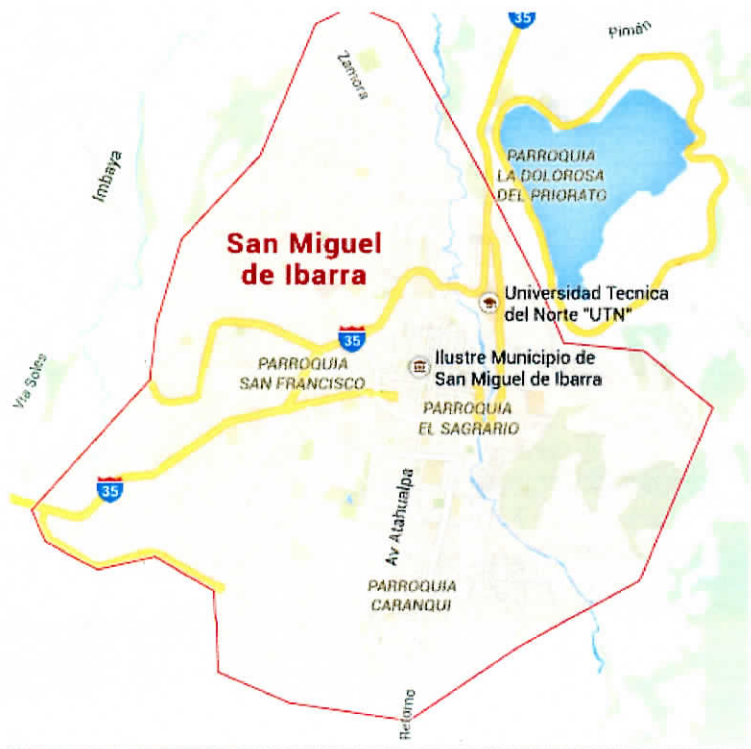 35
Pimán
Zamora
Imbaya
PARROQUIA
LA DOLOROSA
DEL PRIORATO
San Miguel
de Ibarra
Universidad Tecnica
del Norte "UTN"
35
Ilustre Municipio de
San Miguel de Ibarra
PARROQUIA
SAN FRANCISCO
Via Soles
PARROQUIA
EL SAGRARIO
35
Av Atahualpa
PARROQUIA
CARANQUI
Retorno